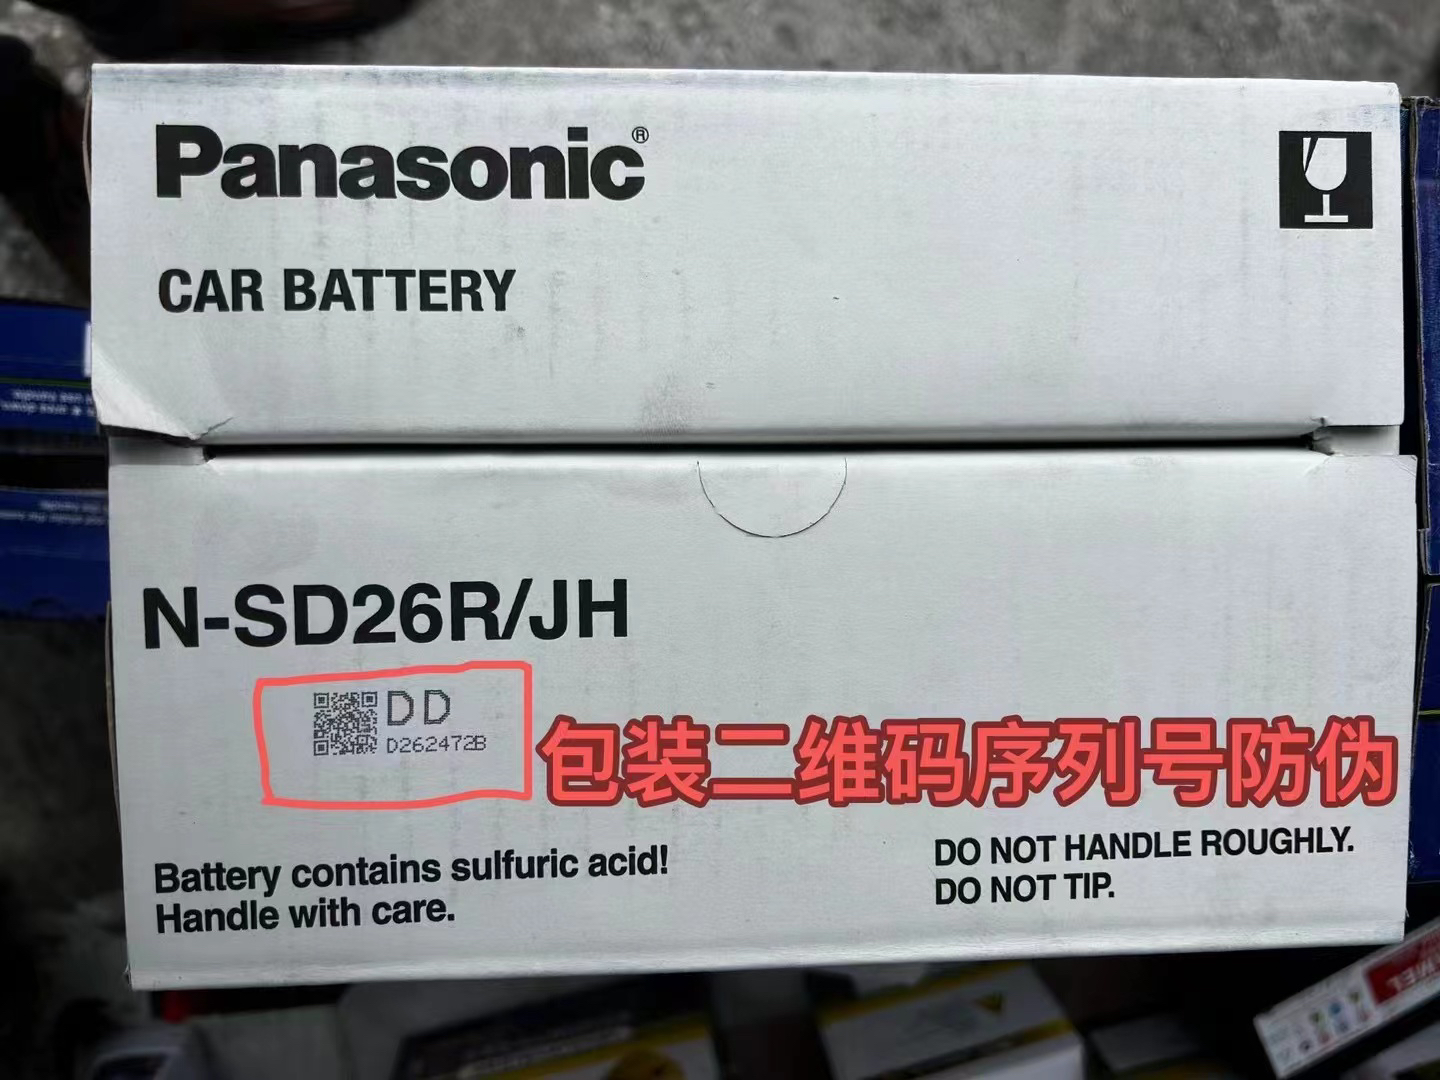 Panasonic®
CAR BATTERY
N-SD26R/JH
DD
D262472B
包装二维码序列号防伪
Battery contains sulfuric acid!
Handle with care.
DO NOT HANDLE ROUGHLY.
DO NOT TIP.